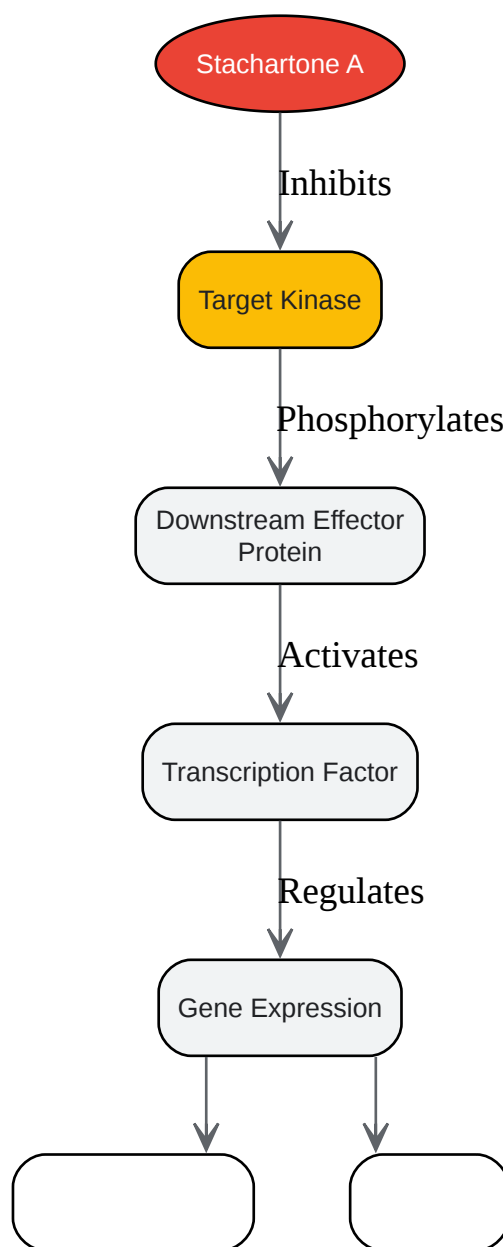 Stachartone A
Inhibits
Target Kinase
Phosphorylates
Downstream Effector
Protein
Activates
Transcription Factor
Regulates
Gene Expression